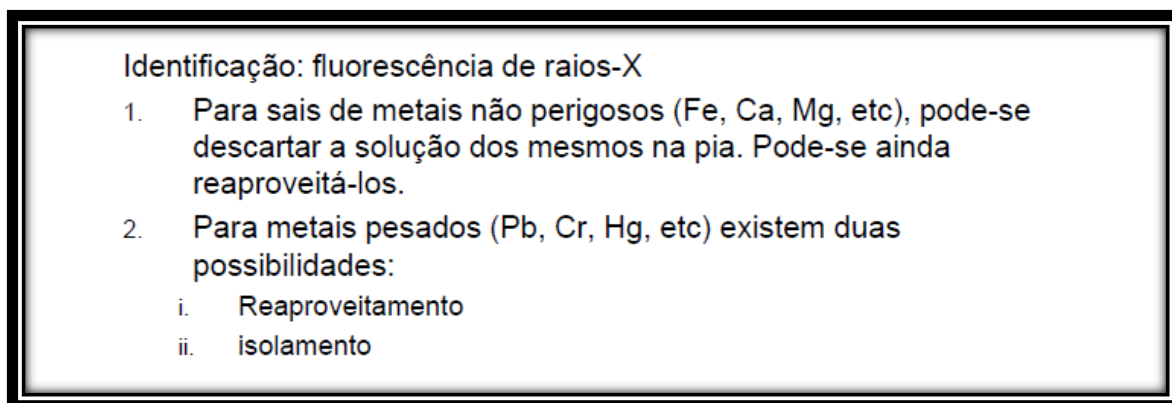 Identificação: fluorescência de raios-X
1. Para sais de metais não perigosos (Fe, Ca, Mg, etc), pode-se
descartar a solução dos mesmos na pia. Pode-se ainda
reaproveitá-los.
2. Para metais pesados (Pb, Cr, Hg, etc) existem duas
possibilidades:
i. Reaproveitamento
ii. isolamento